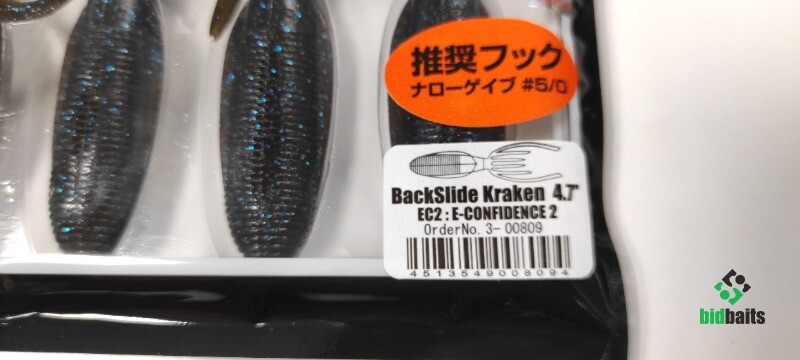 推奨フック
ナローゲイブ #5/0
BackSlide Kraken 4.7"
EC2 : E-CONFIDENCE 2
OrderNo. 3- 00809
4513549008094
bidbaits